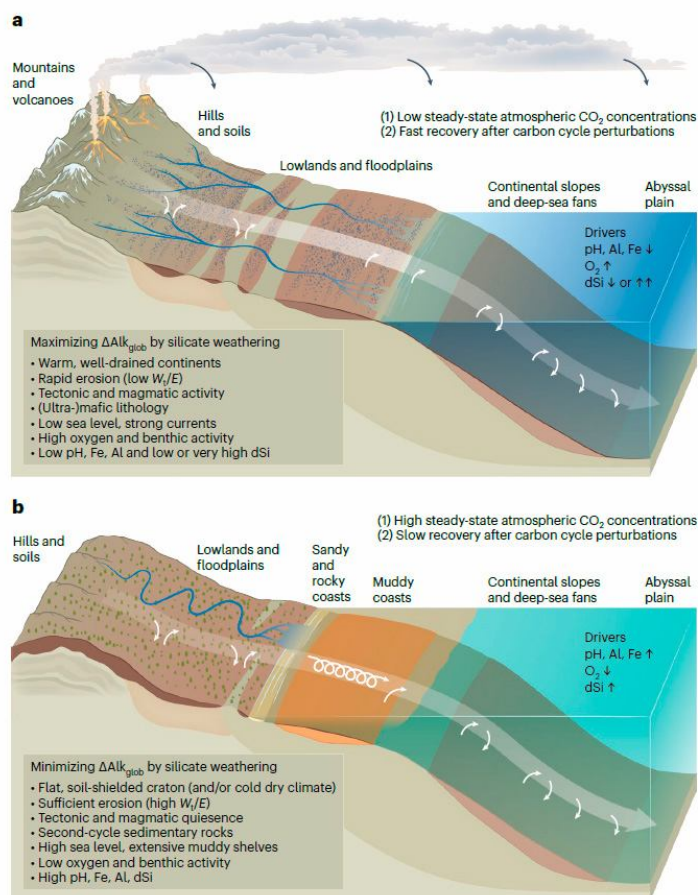 a
Mountains
and
volcanoes
Hills
and soils
(1) Low steady-state atmospheric CO₂ concentrations
(2) Fast recovery after carbon cycle perturbations
Lowlands and floodplains
Continental slopes
and deep-sea fans
Abyssal
plain
Drivers
pH, Al, Fe ↓
O₂ ↑
dSi ↓ or ↑↑
Maximizing ΔAlk_glob by silicate weathering
• Warm, well-drained continents
• Rapid erosion (low Wₜ/E)
• Tectonic and magmatic activity
• (Ultra-)mafic lithology
• Low sea level, strong currents
• High oxygen and benthic activity
• Low pH, Fe, Al and low or very high dSi
b
(1) High steady-state atmospheric CO₂ concentrations
(2) Slow recovery after carbon cycle perturbations
Hills and
soils
Lowlands and
floodplains
Sandy
and
rocky
coasts
Muddy
coasts
Continental slopes
and deep-sea fans
Abyssal
plain
Drivers
pH, Al, Fe ↑
O₂ ↓
dSi ↑
Minimizing ΔAlk_glob by silicate weathering
• Flat, soil-shielded craton (and/or cold dry climate)
• Sufficient erosion (high Wₜ/E)
• Tectonic and magmatic quiesence
• Second-cycle sedimentary rocks
• High sea level, extensive muddy shelves
• Low oxygen and benthic activity
• High pH, Fe, Al, dSi